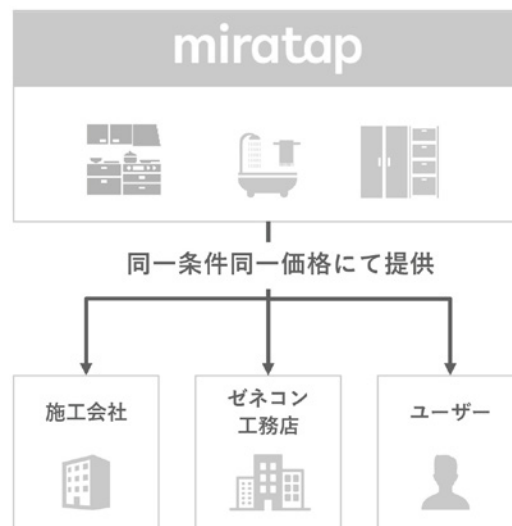 miratap
同一条件同一価格にて提供
施工会社
ゼネコン
工務店
ユーザー